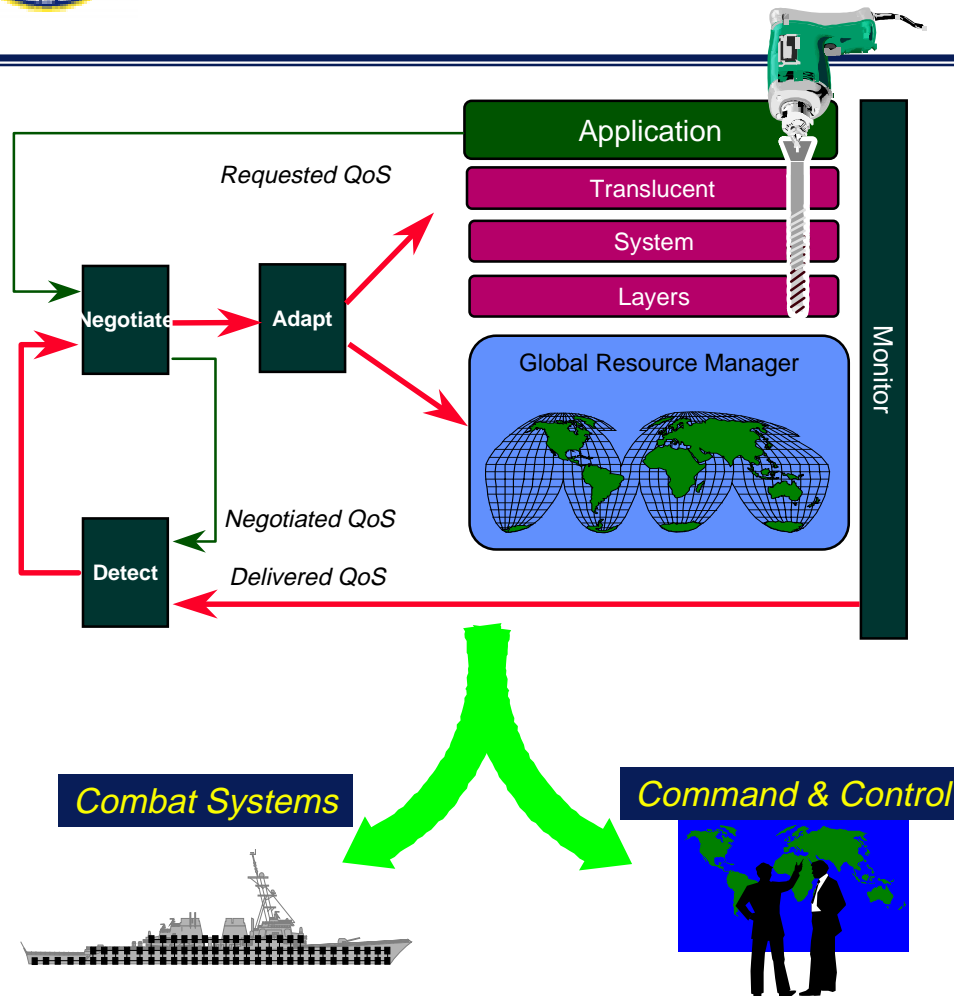 Application
Requested QoS
Translucent
System
Layers
Negotiate
Adapt
Monitor
Global Resource Manager
Negotiated QoS
Detect
Delivered QoS
Combat Systems
Command & Control